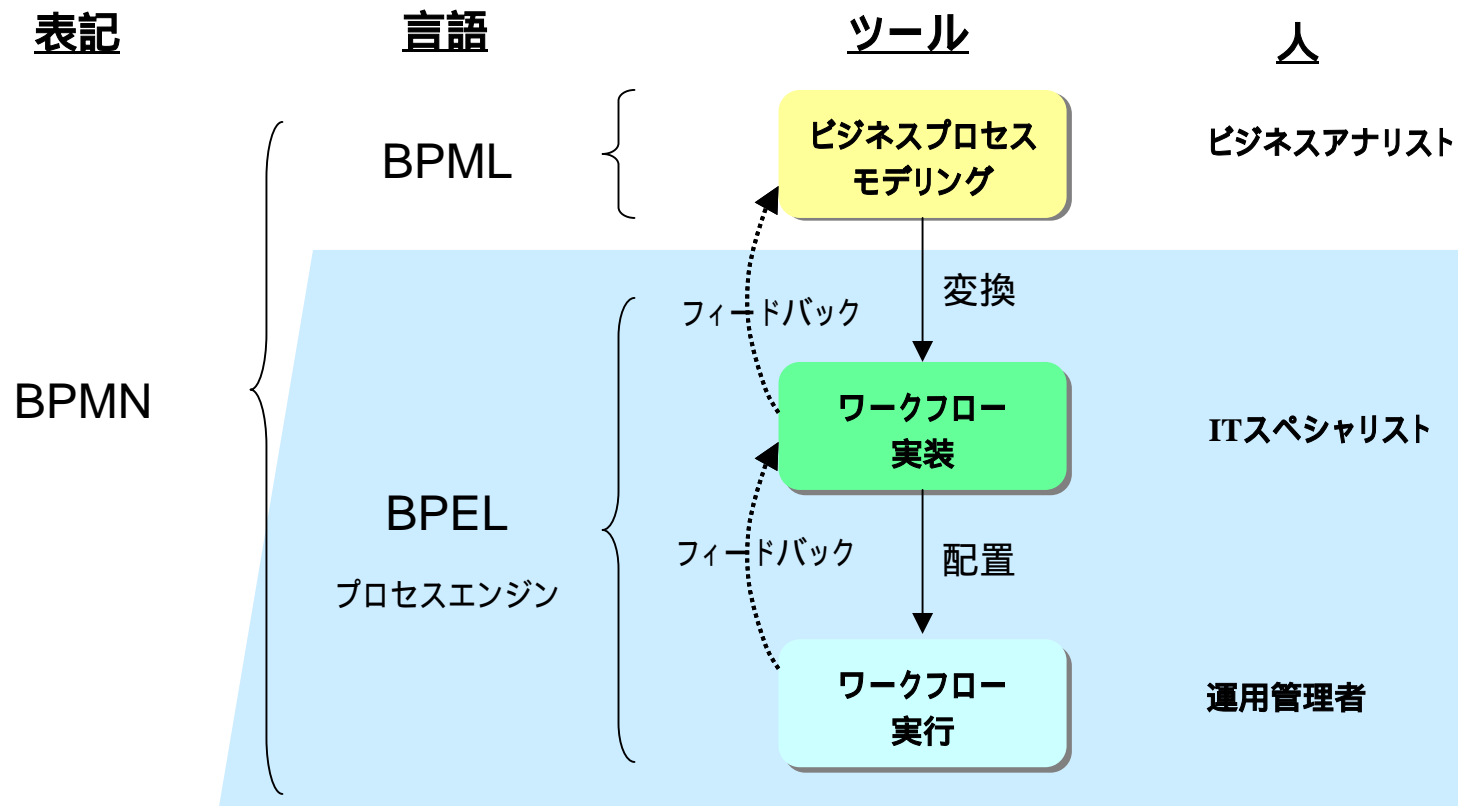 表記
言語
ツール
人
BPML
ビジネスプロセス
モデリング
ビジネスアナリスト
変換
フィードバック
BPMN
ワークフロー
実装
ITスペシャリスト
BPEL
プロセスエンジン
フィードバック
配置
ワークフロー
実行
運用管理者